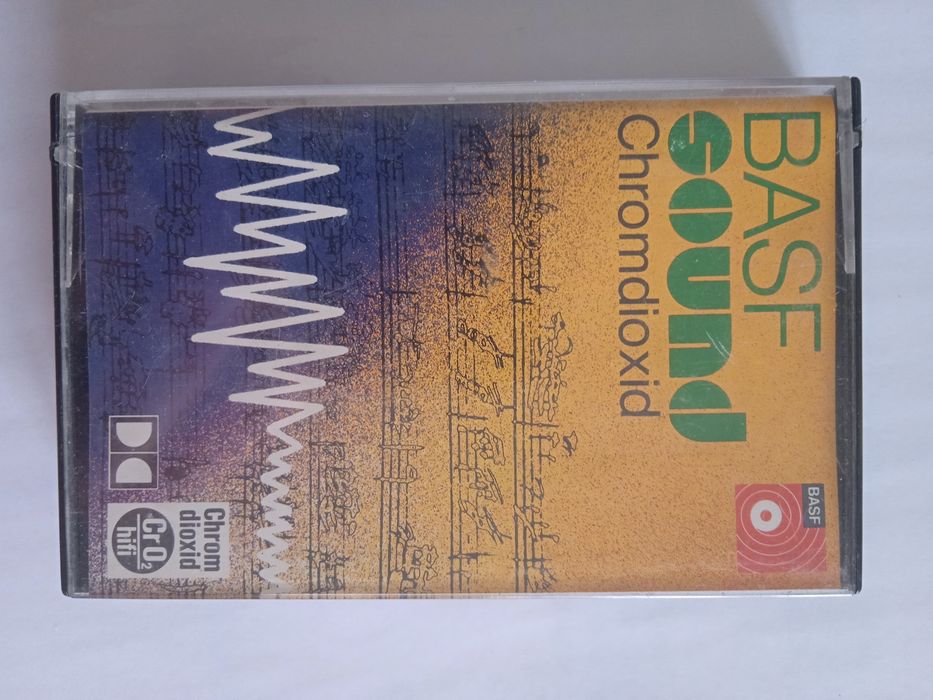 BASF
sound
Chromdioxid
BASF
Chrom
dioxid
CrO₂
hifi